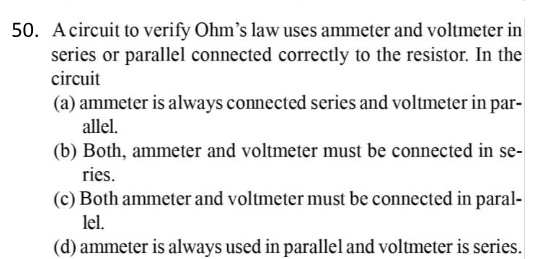 50. A circuit to verify Ohm’s law uses ammeter and voltmeter in
series or parallel connected correctly to the resistor. In the
circuit
(a) ammeter is always connected series and voltmeter in par-
allel.
(b) Both, ammeter and voltmeter must be connected in se-
ries.
(c) Both ammeter and voltmeter must be connected in paral-
lel.
(d) ammeter is always used in parallel and voltmeter is series.